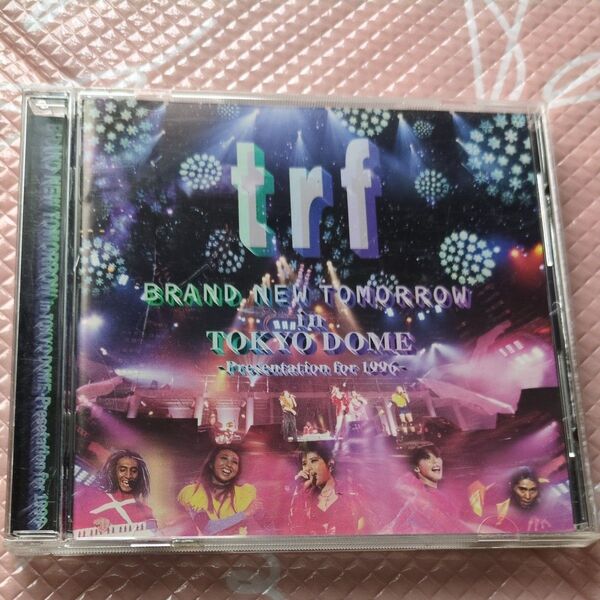 trf
BRAND NEW TOMORROW
in
TOKYO DOME
-Presentation for 1996-
BRAND NEW TOMORROW in TOKYO DOME-Presentation for 1996-